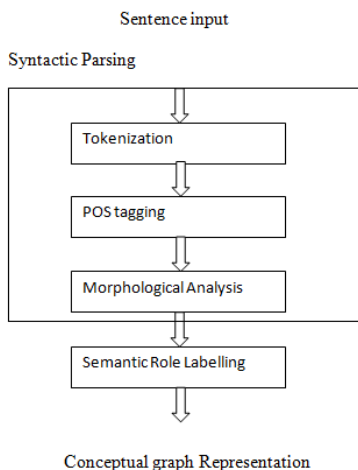 Sentence input
Syntactic Parsing
Tokenization
POS tagging
Morphological Analysis
Semantic Role Labelling
Conceptual graph Representation